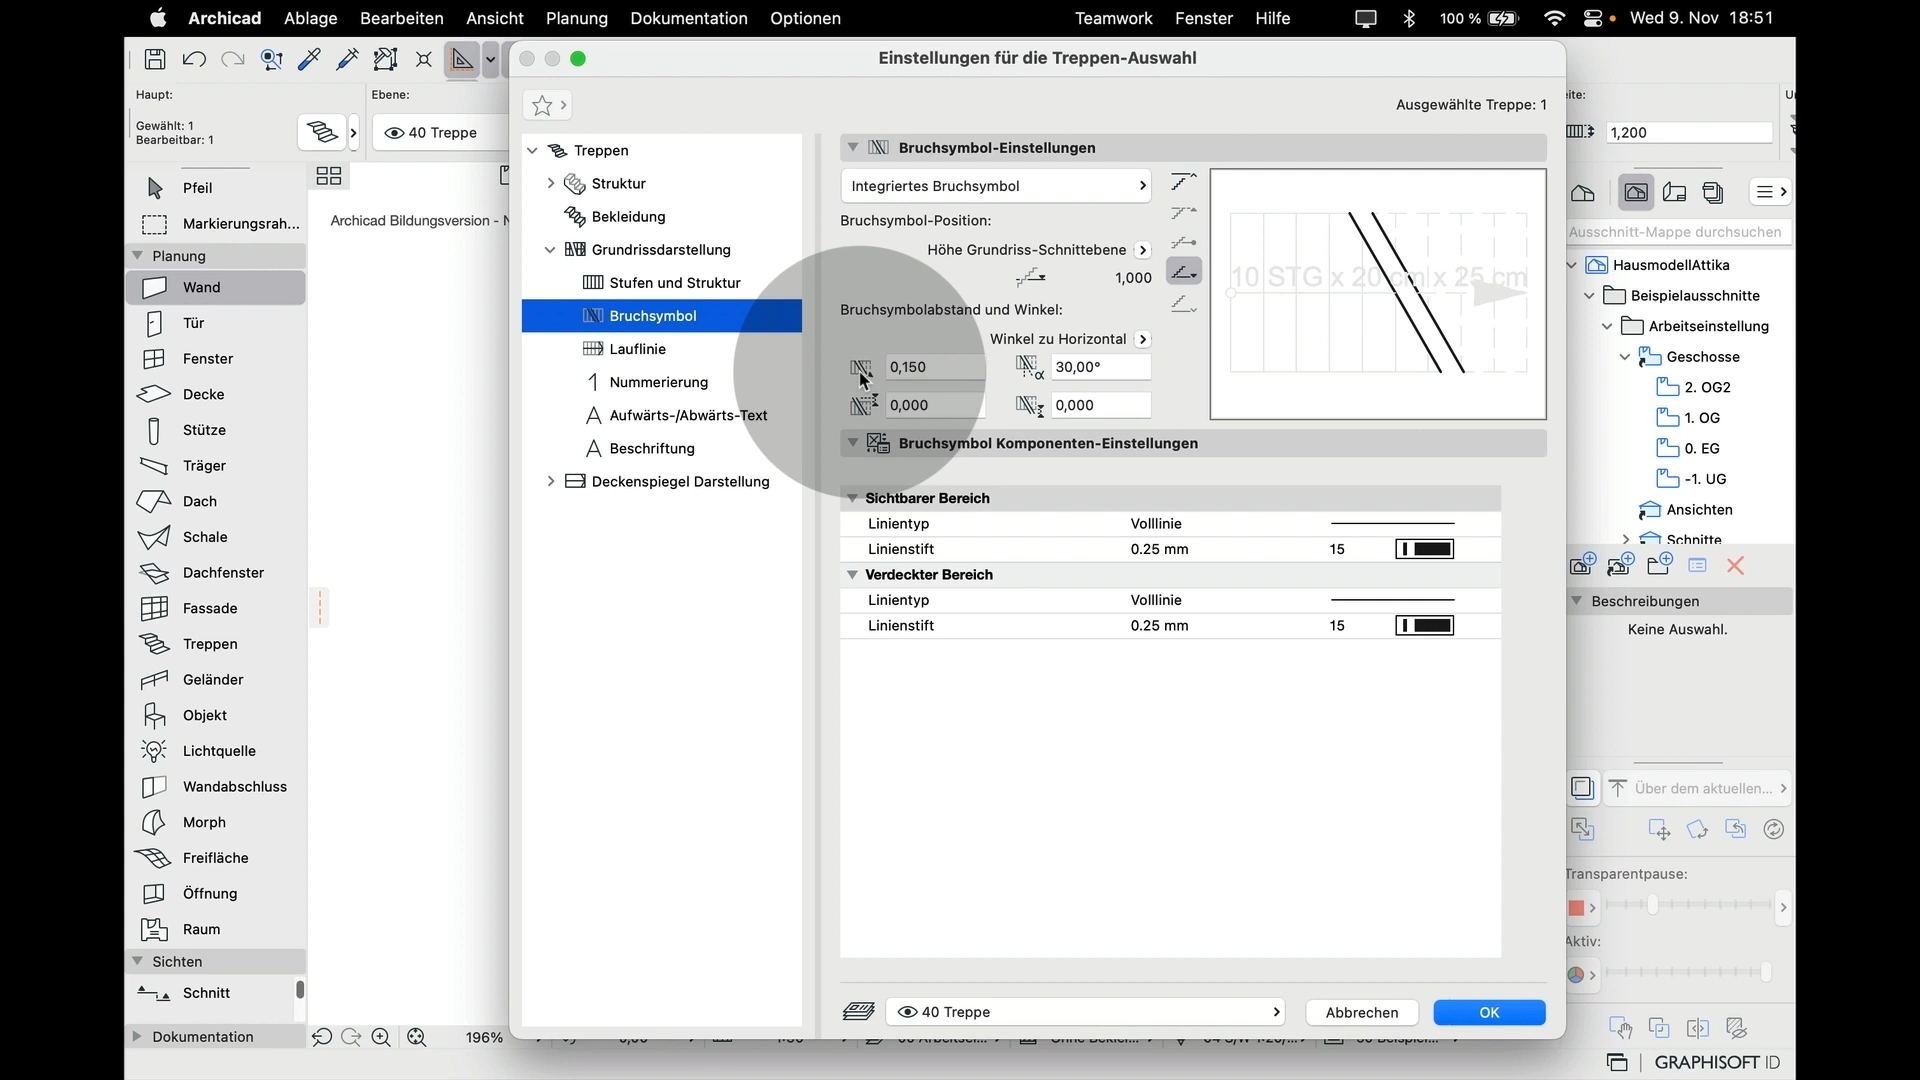 Archicad Ablage Bearbeiten Ansicht Planung Dokumentation Optionen Teamwork Fenster Hilfe 100 % Wed 9. Nov 18:51
Einstellungen für die Treppen-Auswahl
Haupt:
Ebene:
Gewählt: 1
Bearbeitbar: 1
40 Treppe
Ausgewählte Treppe: 1
1,200
Pfeil
Markierungsrah...
Planung
Wand
Tür
Fenster
Decke
Stütze
Träger
Dach
Schale
Dachfenster
Fassade
Treppen
Geländer
Objekt
Lichtquelle
Wandabschluss
Morph
Freifläche
Öffnung
Raum
Sichten
Schnitt
Dokumentation
Archicad Bildungsversion - N
196%
Treppen
Struktur
Bekleidung
Grundrissdarstellung
Stufen und Struktur
Bruchsymbol
Lauflinie
Nummerierung
Aufwärts-/Abwärts-Text
Beschriftung
Deckenspiegel Darstellung
Bruchsymbol-Einstellungen
Integriertes Bruchsymbol
Bruchsymbol-Position:
Höhe Grundriss-Schnittebene
1,000
Bruchsymbolabstand und Winkel:
Winkel zu Horizontal
0,150 30,00°
0,000 0,000
10 STG x 20 cm x 25 cm
Bruchsymbol Komponenten-Einstellungen
Sichtbarer Bereich
Linientyp Volllinie
Linienstift 0.25 mm 15
Verdeckter Bereich
Linientyp Volllinie
Linienstift 0.25 mm 15
40 Treppe
Abbrechen
OK
Ausschnitt-Mappe durchsuchen
HausmodellAttika
Beispielausschnitte
Arbeitseinstellung
Geschosse
2. OG2
1. OG
0. EG
-1. UG
Ansichten
Schnitte
Beschreibungen
Keine Auswahl.
Über dem aktuellen...
Transparentpause:
Aktiv:
GRAPHISOFT ID